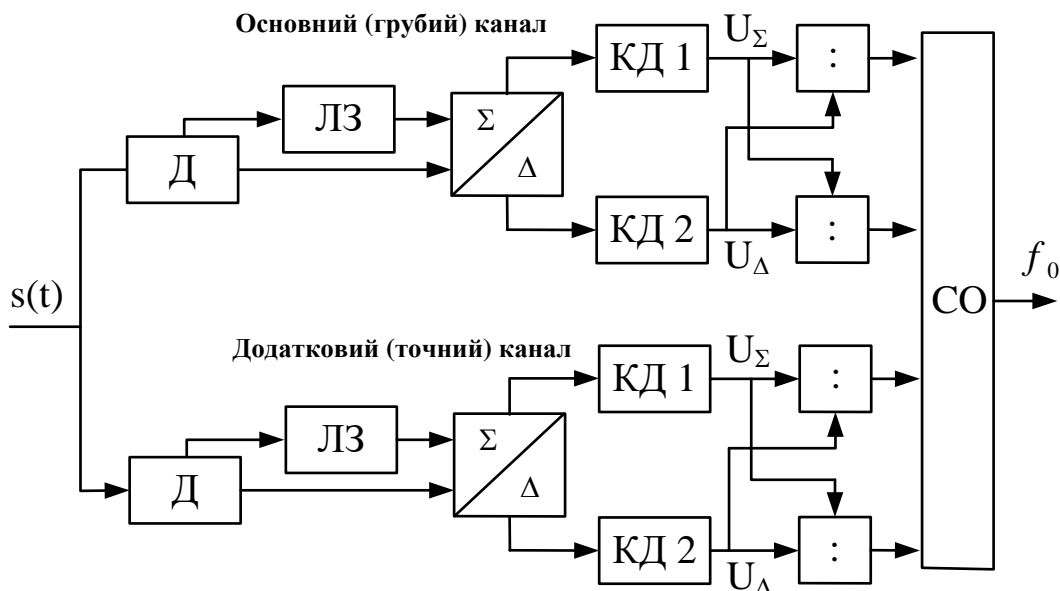 Основний (грубий) канал
КД 1
U_Σ
:
ЛЗ
Σ
Д
Δ
КД 2
U_Δ
:
s(t)
СО
f_0
Додатковий (точний) канал
КД 1
U_Σ
:
ЛЗ
Σ
Д
Δ
КД 2
U_Δ
: